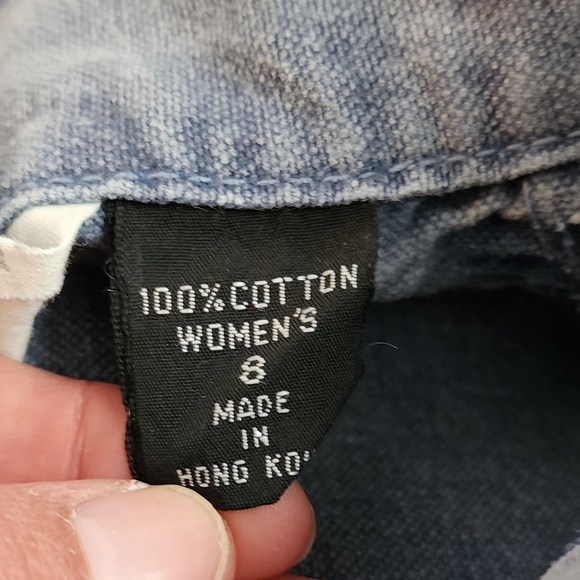 100% COTTON
WOMEN'S
8
MADE
IN
HONG KO